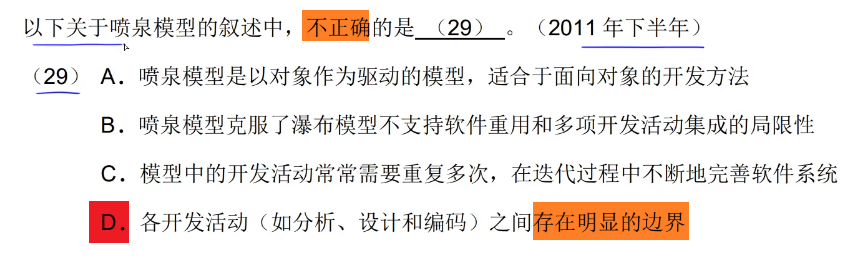 以下关于喷泉模型的叙述中，不正确的是 （29） 。（2011 年下半年）
（29） A．喷泉模型是以对象作为驱动的模型，适合于面向对象的开发方法
B．喷泉模型克服了瀑布模型不支持软件重用和多项开发活动集成的局限性
C．模型中的开发活动常常需要重复多次，在迭代过程中不断地完善软件系统
D．各开发活动（如分析、设计和编码）之间存在明显的边界